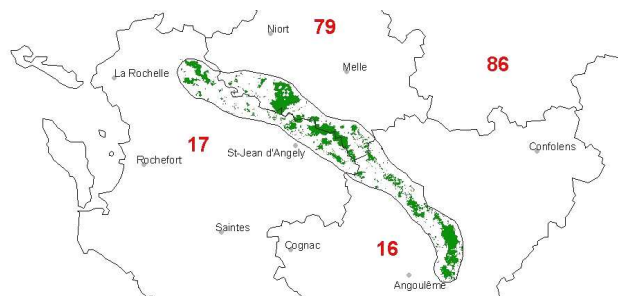 Niort
79
Melle
86
La Rochelle
17
St-Jean d'Angely
Confolens
Rochefort
Saintes
Cognac
16
Angoulême